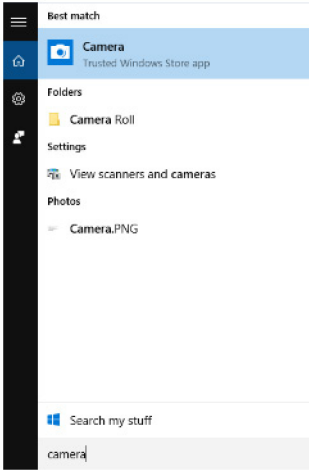 Best match
Camera
Trusted Windows Store app
Folders
Camera Roll
Settings
View scanners and cameras
Photos
Camera.PNG
Search my stuff
camera